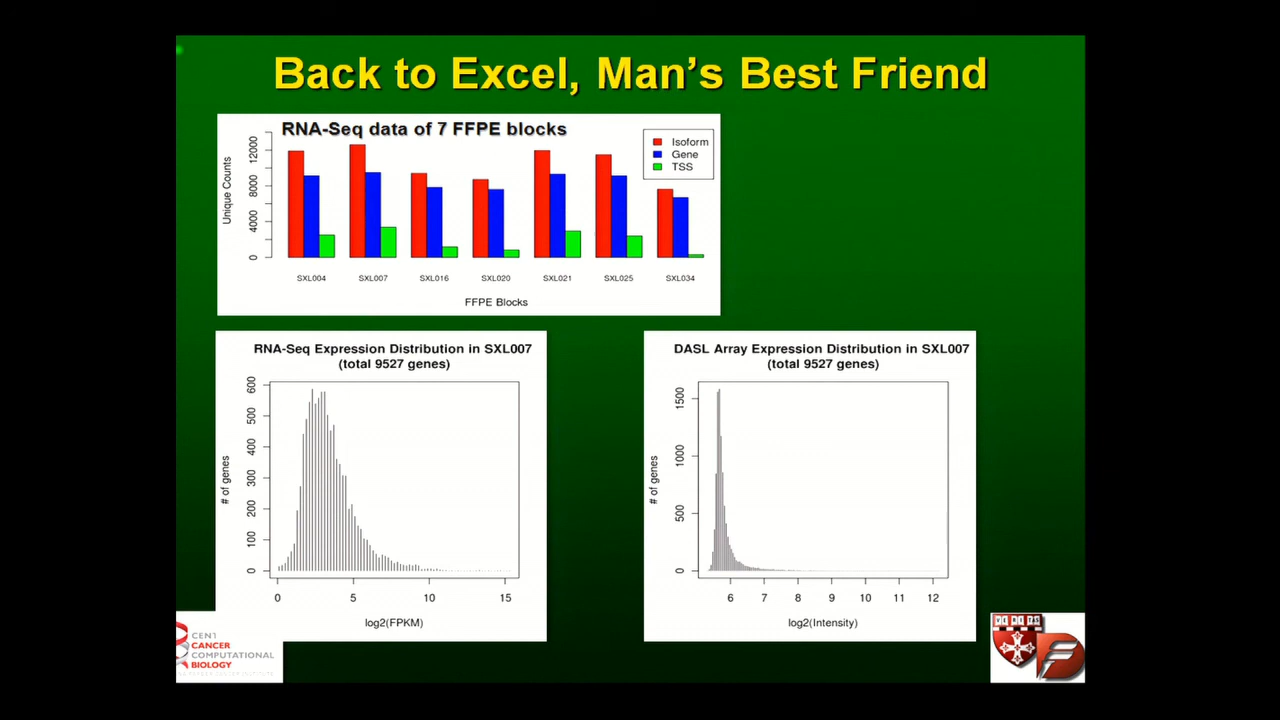 Back to Excel, Man's Best Friend
RNA-Seq data of 7 FFPE blocks
Isoform
Gene
TSS
Unique Counts
12000
8000
4000
0
SXL004 SXL007 SXL016 SXL020 SXL021 SXL025 SXL034
FFPE Blocks
RNA-Seq Expression Distribution in SXL007
(total 9527 genes)
# of genes
600
500
400
300
200
100
0
0 5 10 15
log2(FPKM)
DASL Array Expression Distribution in SXL007
(total 9527 genes)
# of genes
1500
1000
500
0
6 7 8 9 10 11 12
log2(Intensity)
CANCER
COMPUTATIONAL
BIOLOGY